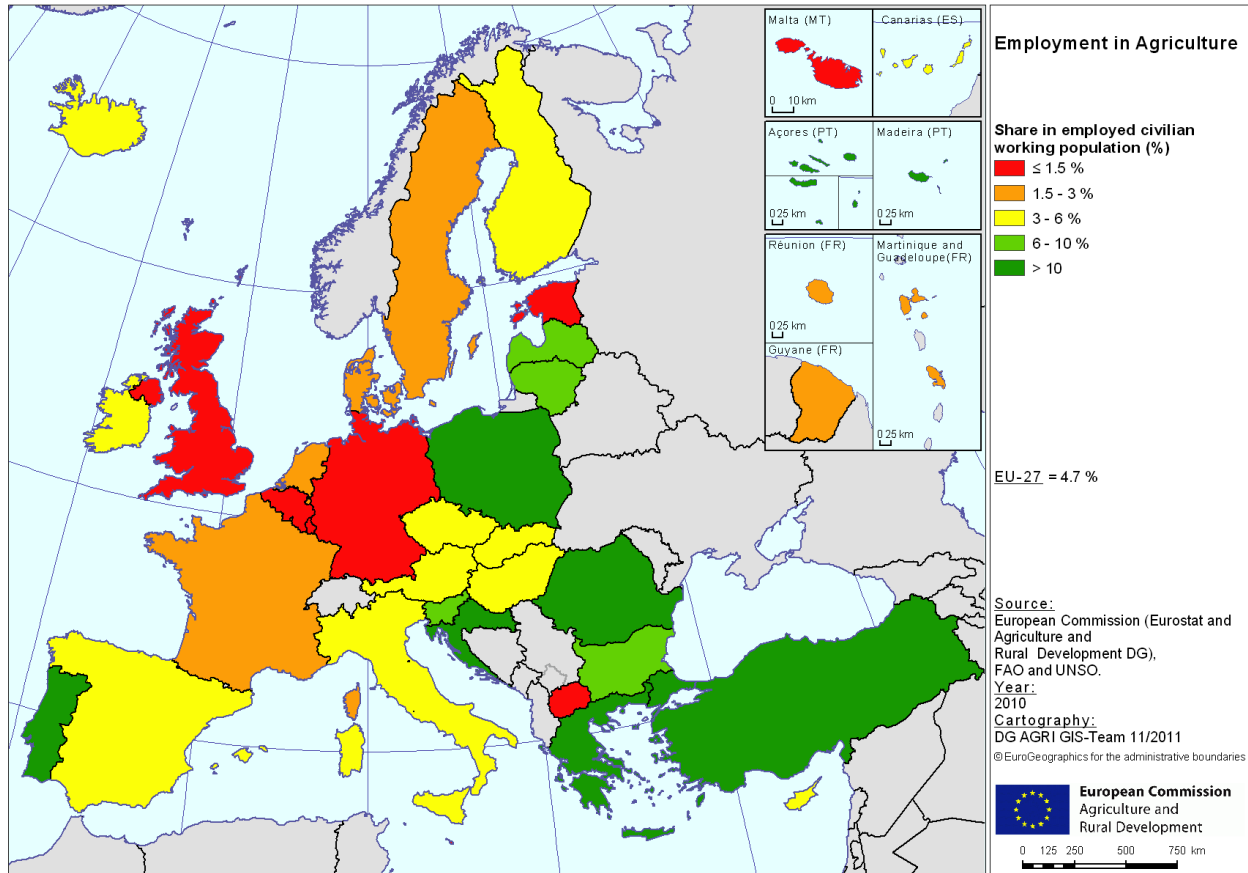 Malta (MT)
Canarias (ES)
0 10 km
Açores (PT)
Madeira (PT)
0 25 km
0 25 km
Réunion (FR)
Martinique and
Guadeloupe(FR)
0 25 km
Guyane (FR)
0 25 km
0 25 km
Employment in Agriculture
Share in employed civilian
working population (%)
≤ 1.5 %
1.5 - 3 %
3 - 6 %
6 - 10 %
> 10
EU-27 = 4.7 %
Source:
European Commission (Eurostat and
Agriculture and
Rural Development DG),
FAO and UNSO.
Year:
2010
Cartography:
DG AGRI GIS-Team 11/2011
© EuroGeographics for the administrative boundaries
European Commission
Agriculture and
Rural Development
0 125 250 500 750 km